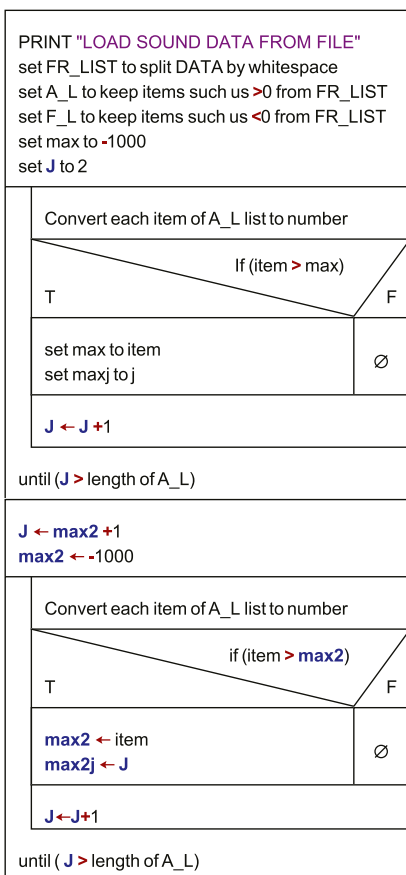 PRINT "LOAD SOUND DATA FROM FILE"
set FR_LIST to split DATA by whitespace
set A_L to keep items such us >0 from FR_LIST
set F_L to keep items such us <0 from FR_LIST
set max to -1000
set J to 2
Convert each item of A_L list to number
If (item > max)
T F
set max to item
set maxj to j
∅
J ← J +1
until (J > length of A_L)
J ← max2 +1
max2 ← -1000
Convert each item of A_L list to number
if (item > max2)
T F
max2 ← item
max2j ← J
∅
J←J+1
until ( J > length of A_L)